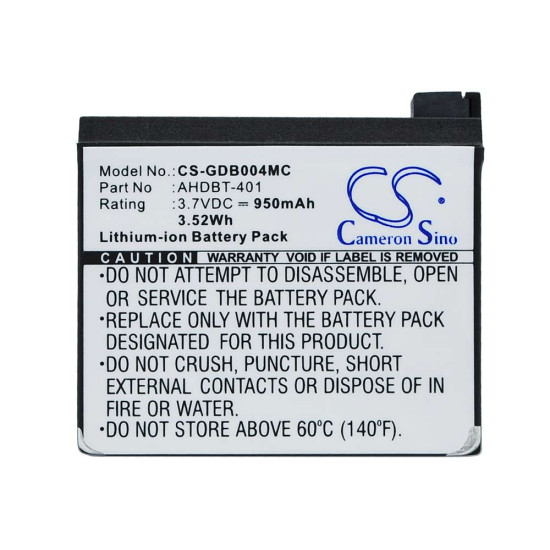 Model No.: CS-GDB004MC
Part No : AHDBT-401
Rating : 3.7VDC ⎓ 950mAh
3.52Wh
Lithium-ion Battery Pack
CS
Cameron Sino
CAUTION WARRANTY VOID IF LABEL IS REMOVED
•DO NOT ATTEMPT TO DISASSEMBLE, OPEN
OR SERVICE THE BATTERY PACK.
•REPLACE ONLY WITH THE BATTERY PACK
DESIGNATED FOR THIS PRODUCT.
•DO NOT CRUSH, PUNCTURE, SHORT
EXTERNAL CONTACTS OR DISPOSE OF IN
FIRE OR WATER.
•DO NOT STORE ABOVE 60°C (140°F)